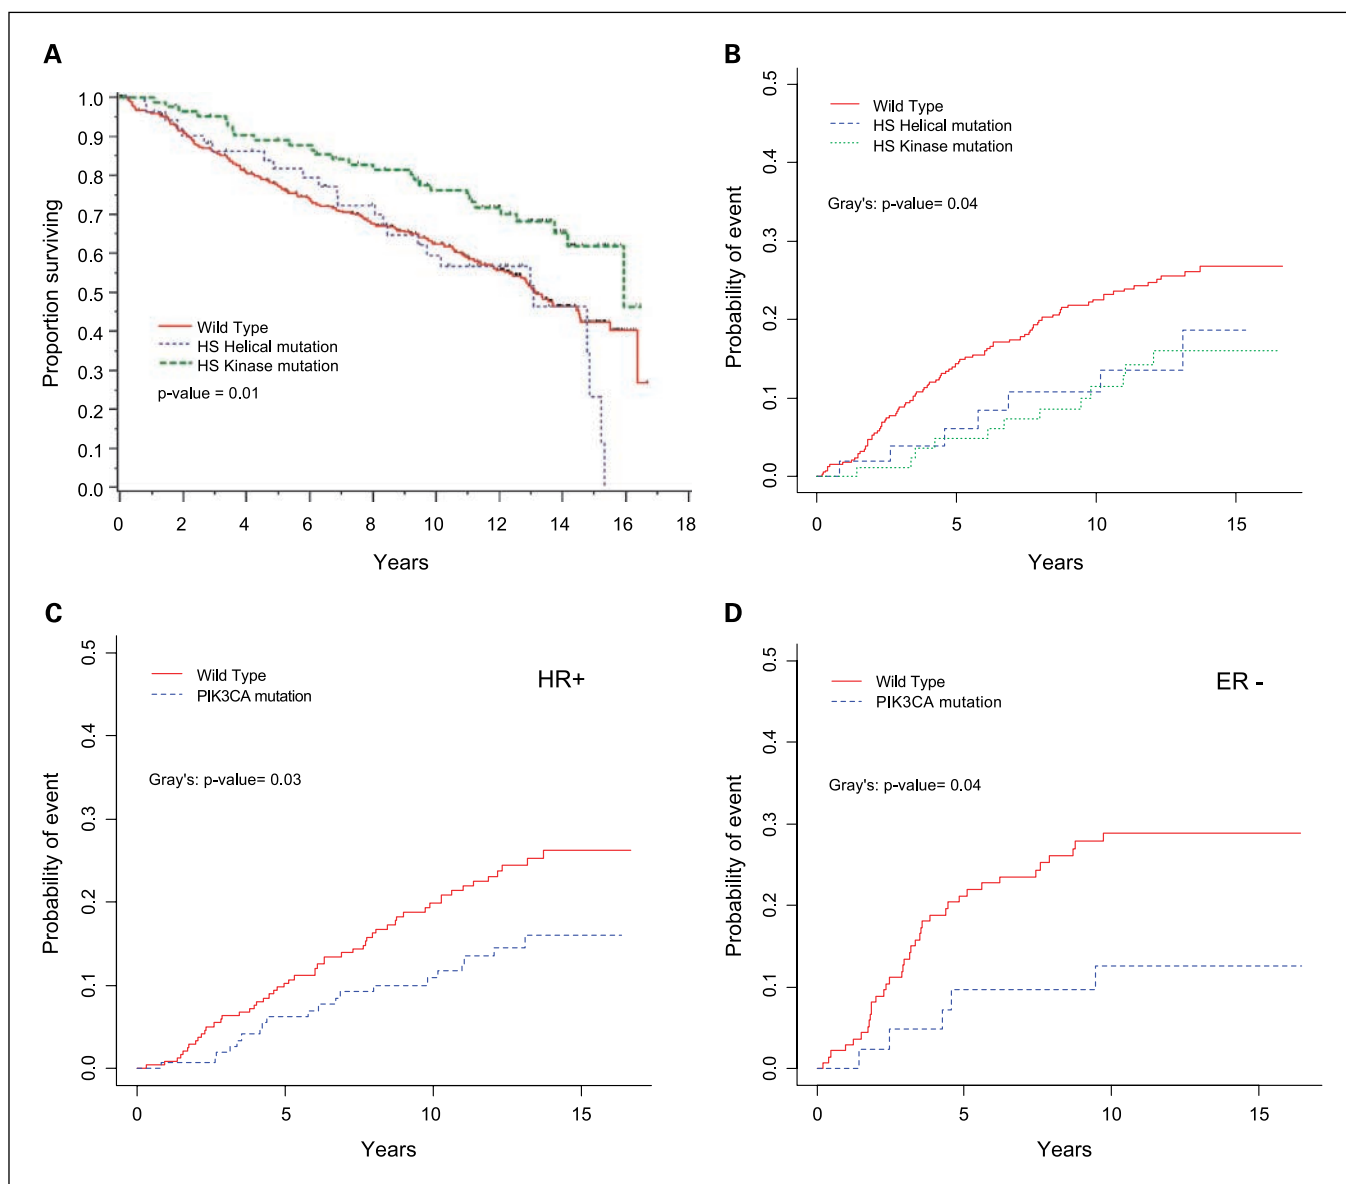 A
1.0
0.9
0.8
0.7
0.6
0.5
0.4
0.3
0.2
0.1
0.0
Proportion surviving
Wild Type
HS Helical mutation
HS Kinase mutation
p-value = 0.01
0 2 4 6 8 10 12 14 16 18
Years
B
0.5
0.4
0.3
0.2
0.1
0.0
Probability of event
Wild Type
HS Helical mutation
HS Kinase mutation
Gray's: p-value= 0.04
0 5 10 15
Years
C
0.5
0.4
0.3
0.2
0.1
0.0
Probability of event
Wild Type
PIK3CA mutation
HR+
Gray's: p-value= 0.03
0 5 10 15
Years
D
0.5
0.4
0.3
0.2
0.1
0.0
Probability of event
Wild Type
PIK3CA mutation
ER -
Gray's: p-value= 0.04
0 5 10 15
Years